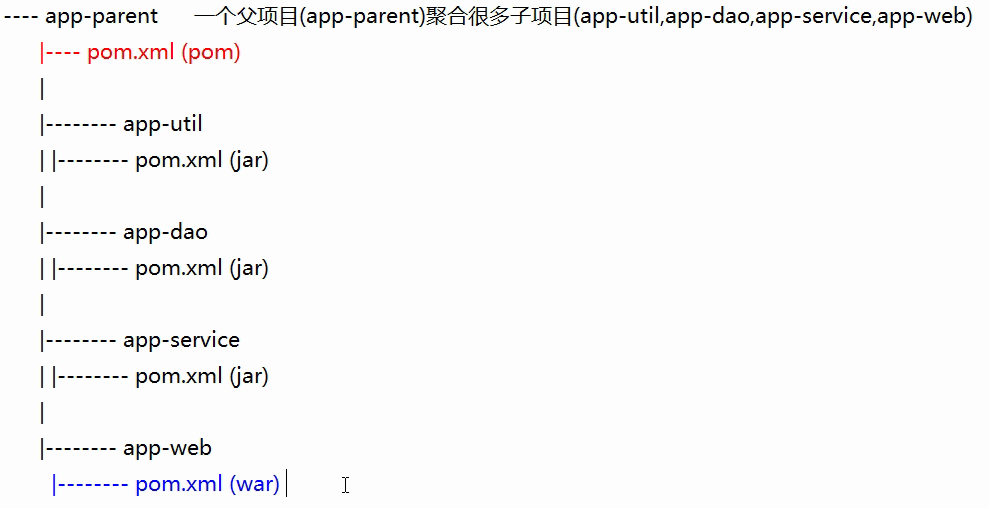 ---- app-parent 一个父项目(app-parent)聚合很多子项目(app-util,app-dao,app-service,app-web)
|---- pom.xml (pom)
|
|-------- app-util
| |-------- pom.xml (jar)
|
|-------- app-dao
| |-------- pom.xml (jar)
|
|-------- app-service
| |-------- pom.xml (jar)
|
|-------- app-web
|-------- pom.xml (war)